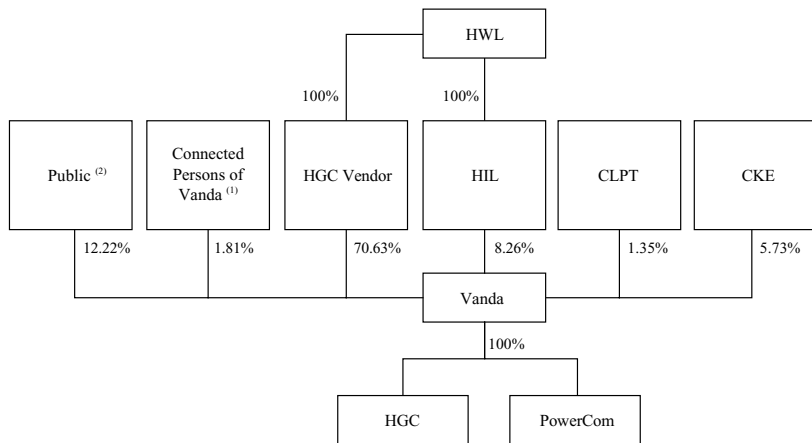 HWL
100%
100%
Public (2)
Connected
Persons of
Vanda (1)
HGC Vendor
HIL
CLPT
CKE
12.22%
1.81%
70.63%
8.26%
1.35%
5.73%
Vanda
100%
HGC
PowerCom